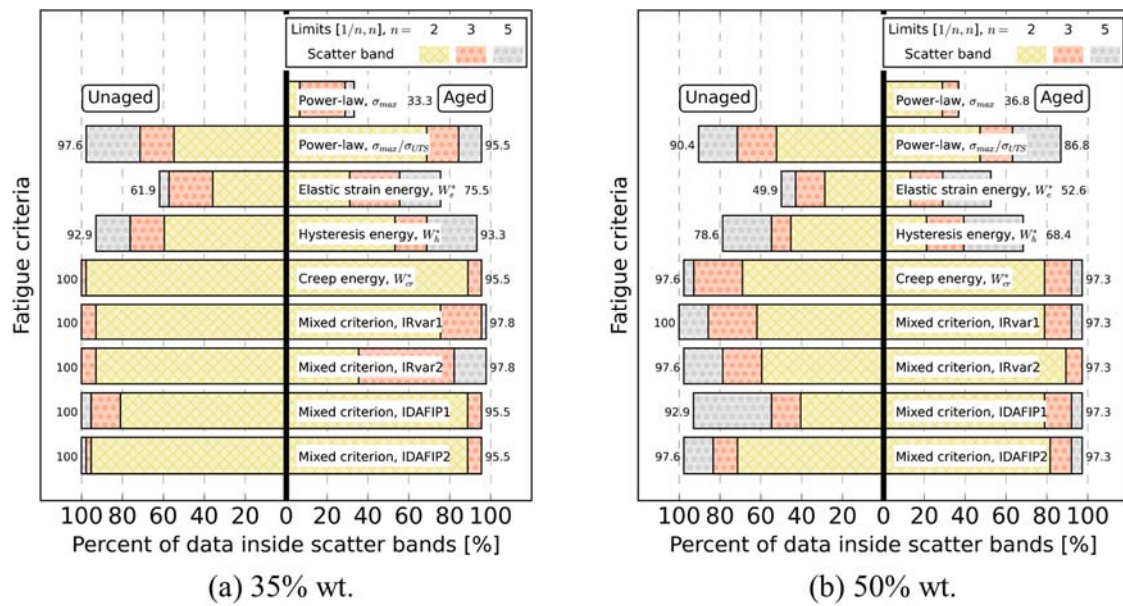 Limits [1/n, n], n = 2 3 5
Scatter band
Unaged
Aged
Power-law, σmax 33.3
97.6 Power-law, σmax/σUTS 95.5
61.9 Elastic strain energy, W*e 75.5
92.9 Hysteresis energy, W*h 93.3
100 Creep energy, W*cr 95.5
100 Mixed criterion, IRvar1 97.8
100 Mixed criterion, IRvar2 97.8
100 Mixed criterion, IDAFIP1 95.5
100 Mixed criterion, IDAFIP2 95.5
Fatigue criteria
100 80 60 40 20 0 20 40 60 80 100
Percent of data inside scatter bands [%]
(a) 35% wt.
Limits [1/n, n], n = 2 3 5
Scatter band
Unaged
Aged
Power-law, σmax 36.8
90.4 Power-law, σmax/σUTS 86.8
49.9 Elastic strain energy, W*e 52.6
78.6 Hysteresis energy, W*h 68.4
97.6 Creep energy, W*cr 97.3
100 Mixed criterion, IRvar1 97.3
97.6 Mixed criterion, IRvar2 97.3
92.9 Mixed criterion, IDAFIP1 97.3
97.6 Mixed criterion, IDAFIP2 97.3
Fatigue criteria
100 80 60 40 20 0 20 40 60 80 100
Percent of data inside scatter bands [%]
(b) 50% wt.